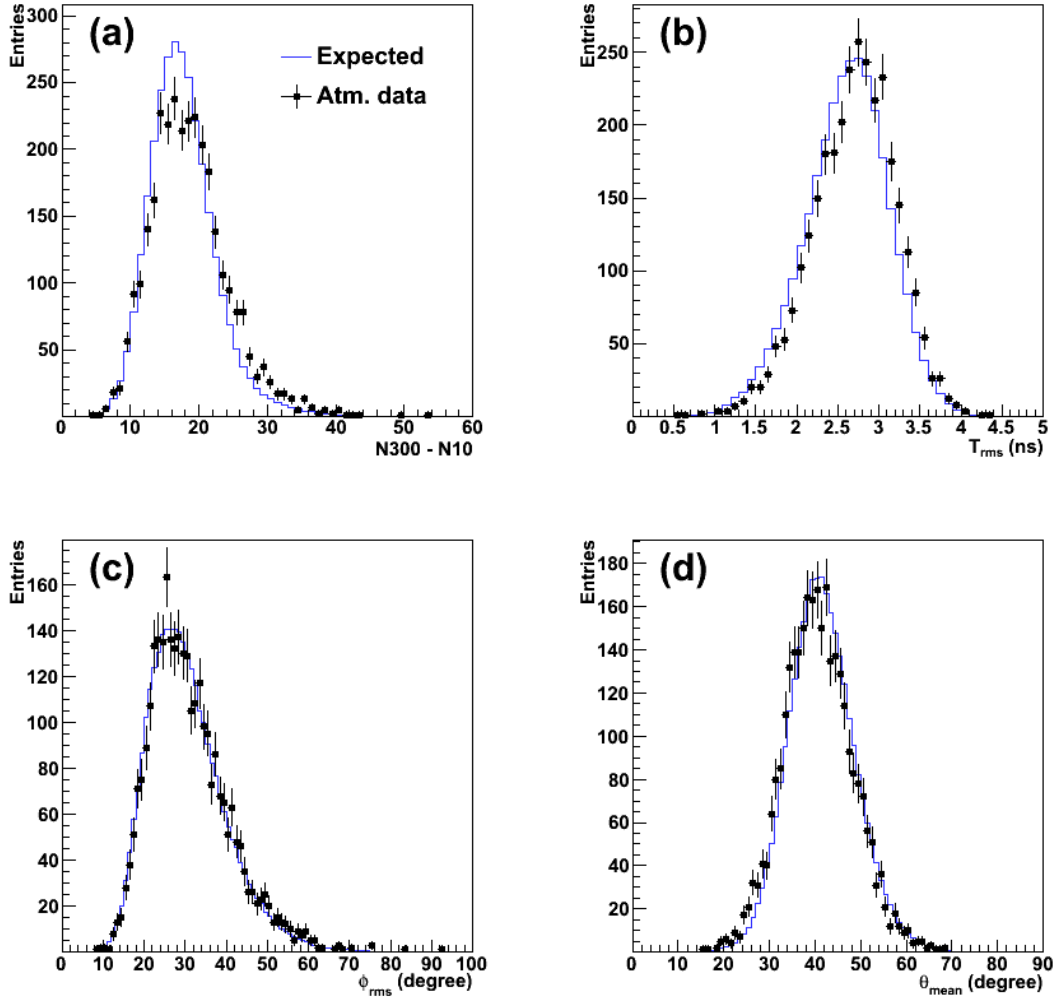 (a)
Entries
300
250
200
150
100
50
Expected
Atm. data
0 10 20 30 40 50 60
N300 - N10
(b)
Entries
250
200
150
100
50
0 0.5 1 1.5 2 2.5 3 3.5 4 4.5 5
Trms (ns)
(c)
Entries
160
140
120
100
80
60
40
20
0 10 20 30 40 50 60 70 80 90 100
ϕrms (degree)
(d)
Entries
180
160
140
120
100
80
60
40
20
0 10 20 30 40 50 60 70 80 90
θmean (degree)